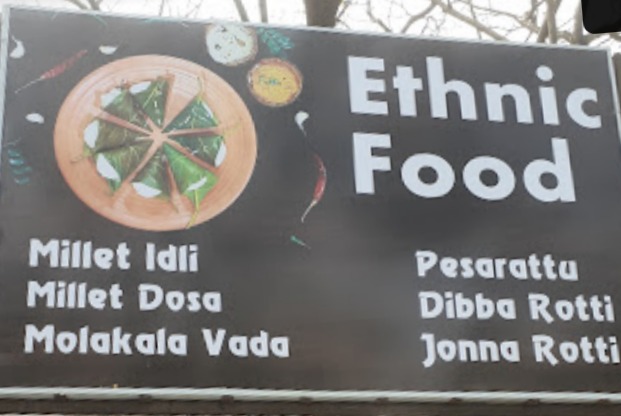 Ethnic
Food
Millet Idli
Millet Dosa
Molakala Vada
Pesarattu
Dibba Rotti
Jonna Rotti